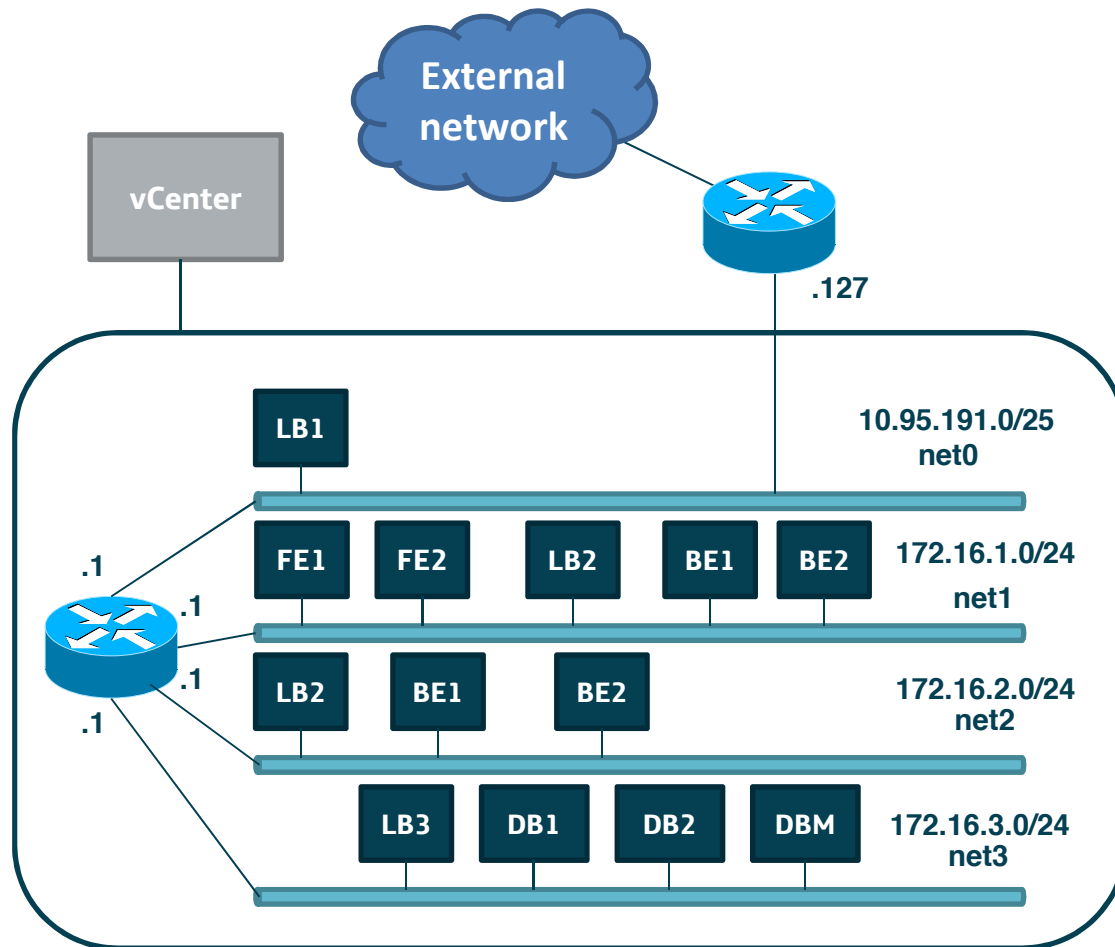 External
network
vCenter
.127
LB1
10.95.191.0/25
net0
FE1 FE2 LB2 BE1 BE2
172.16.1.0/24
net1
.1
.1
.1
.1
LB2 BE1 BE2
172.16.2.0/24
net2
LB3 DB1 DB2 DBM
172.16.3.0/24
net3